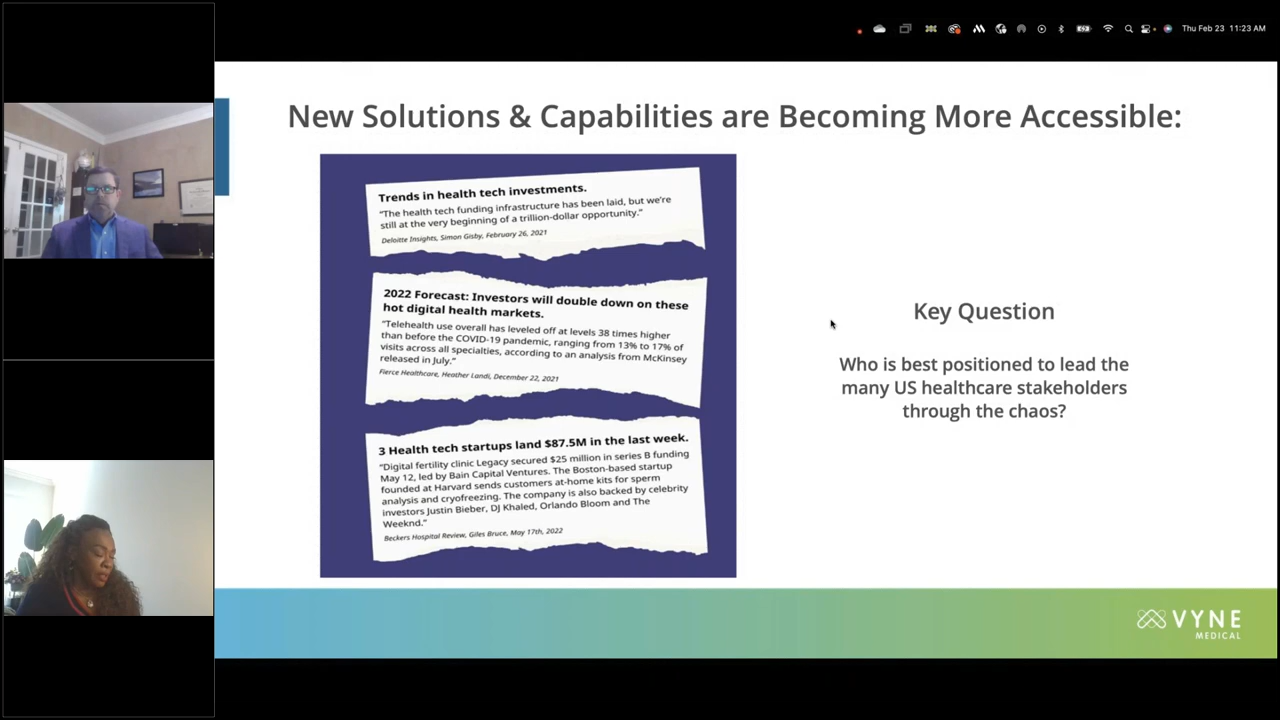 Thu Feb 23 11:23 AM
New Solutions & Capabilities are Becoming More Accessible:
Trends in health tech investments.
“The health tech funding infrastructure has been laid, but we’re
still at the very beginning of a trillion-dollar opportunity.”
Deloitte Insights, Simon Gisby, February 26, 2021
2022 Forecast: Investors will double down on these
hot digital health markets.
“Telehealth use overall has leveled off at levels 38 times higher
than before the COVID-19 pandemic, ranging from 13% to 17% of
visits across all specialties, according to an analysis from McKinsey
released in July.”
Fierce Healthcare, Heather Landi, December 22, 2021
3 Health tech startups land $87.5M in the last week.
“Digital fertility clinic Legacy secured $25 million in series B funding
May 12, led by Bain Capital Ventures. The Boston-based startup
founded at Harvard sends customers at-home kits for sperm
analysis and cryofreezing. The company is also backed by celebrity
investors Justin Bieber, DJ Khaled, Orlando Bloom and The
Weeknd.”
Beckers Hospital Review, Giles Bruce, May 17th, 2022
Key Question
Who is best positioned to lead the
many US healthcare stakeholders
through the chaos?
VYNE
MEDICAL